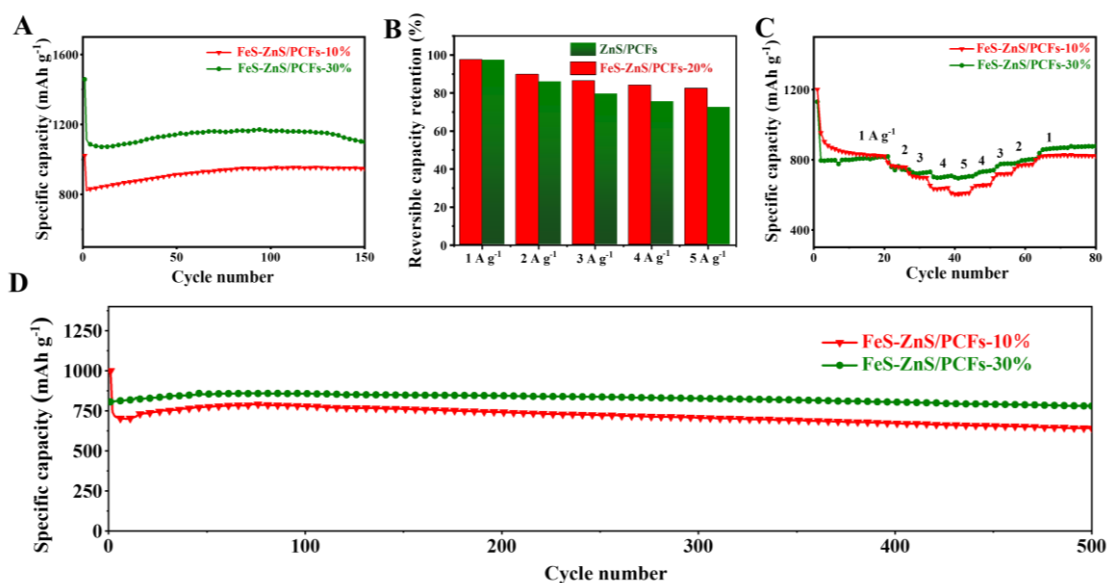 A
FeS-ZnS/PCFs-10%
FeS-ZnS/PCFs-30%
Specific capacity (mAh g⁻¹)
1600
1200
800
0 50 100 150
Cycle number
B
ZnS/PCFs
FeS-ZnS/PCFs-20%
Reversible capacity retention (%)
100
80
60
40
20
0
1 A g⁻¹ 2 A g⁻¹ 3 A g⁻¹ 4 A g⁻¹ 5 A g⁻¹
C
FeS-ZnS/PCFs-10%
FeS-ZnS/PCFs-30%
Specific capacity (mAh g⁻¹)
1200
800
400
1 A g⁻¹ 2 3 4 5 4 3 2 1
0 20 40 60 80
Cycle number
D
FeS-ZnS/PCFs-10%
FeS-ZnS/PCFs-30%
Specific capacity (mAh g⁻¹)
1250
1000
750
500
250
0
0 100 200 300 400 500
Cycle number